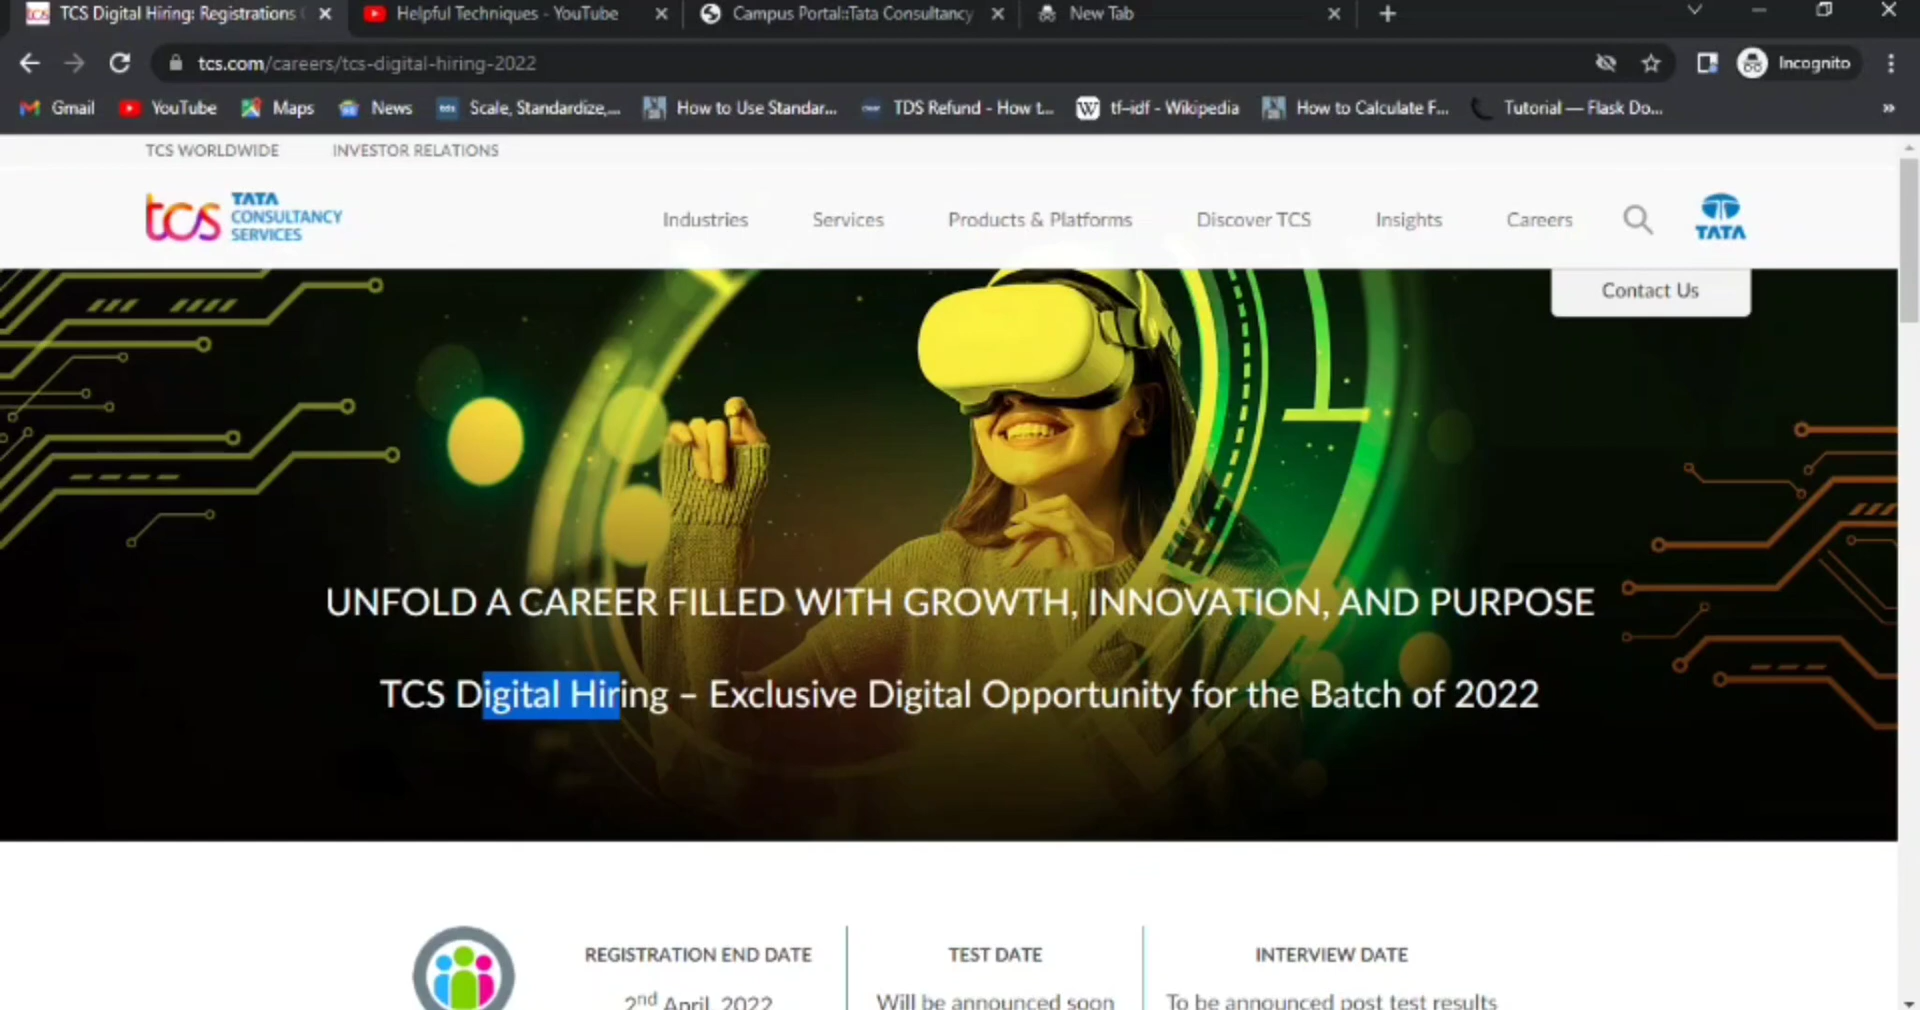 TCS Digital Hiring: Registrations
Helpful Techniques - YouTube
Campus Portal::Tata Consultancy
New Tab
tcs.com/careers/tcs-digital-hiring-2022
Incognito
Gmail
YouTube
Maps
News
Scale, Standardize,...
How to Use Standar...
TDS Refund - How t...
tf–idf - Wikipedia
How to Calculate F...
Tutorial — Flask Do...
TCS WORLDWIDE
INVESTOR RELATIONS
tcs TATA
CONSULTANCY
SERVICES
Industries
Services
Products & Platforms
Discover TCS
Insights
Careers
TATA
Contact Us
UNFOLD A CAREER FILLED WITH GROWTH, INNOVATION, AND PURPOSE
TCS Digital Hiring – Exclusive Digital Opportunity for the Batch of 2022
REGISTRATION END DATE
2nd April, 2022
TEST DATE
Will be announced soon
INTERVIEW DATE
To be announced post test results